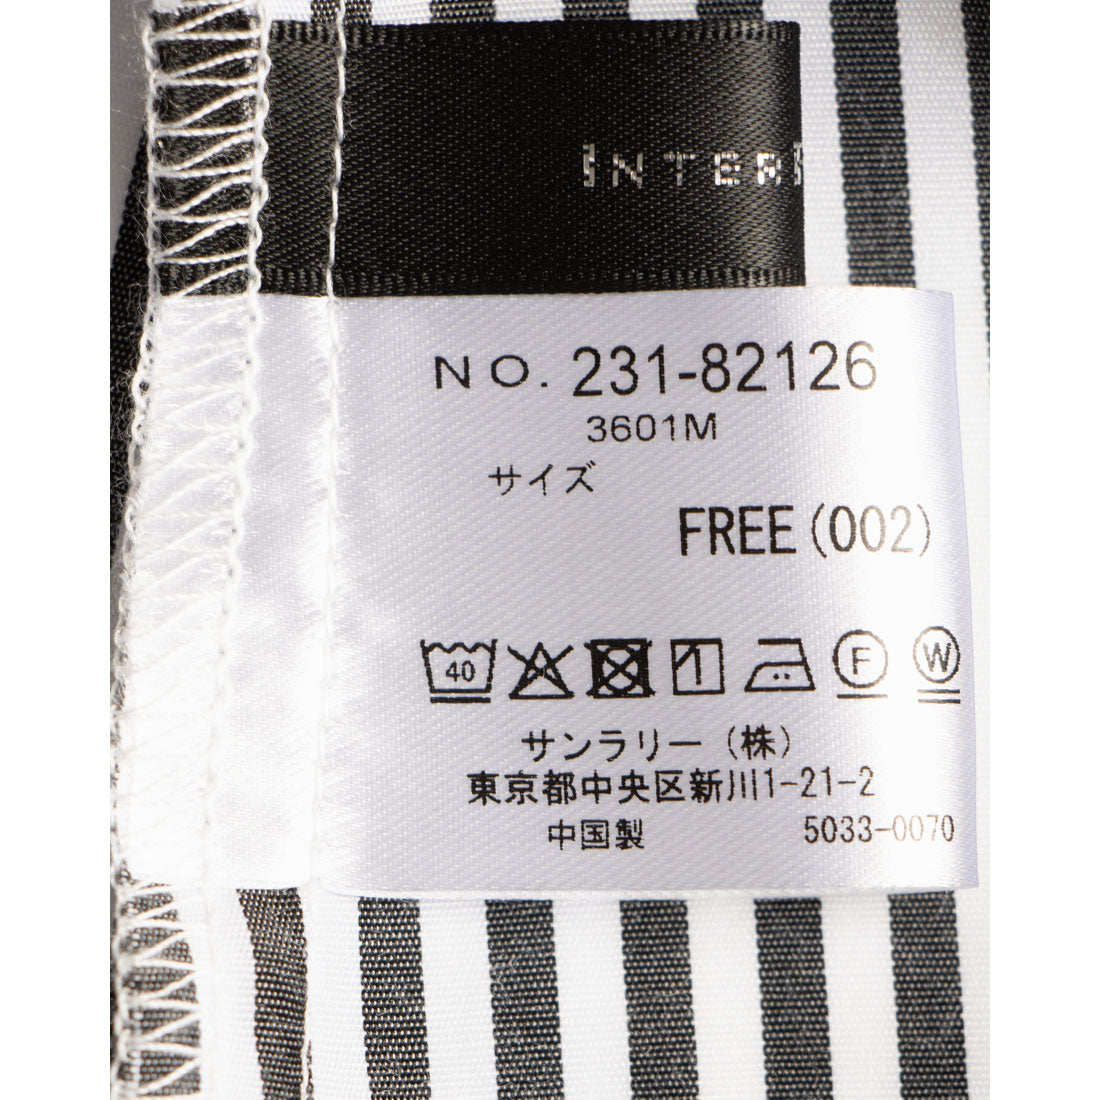 INTER
NO. 231-82126
3601M
サイズ
FREE(002)
40
F W
サンラリー（株）
東京都中央区新川1-21-2
中国製 5033-0070